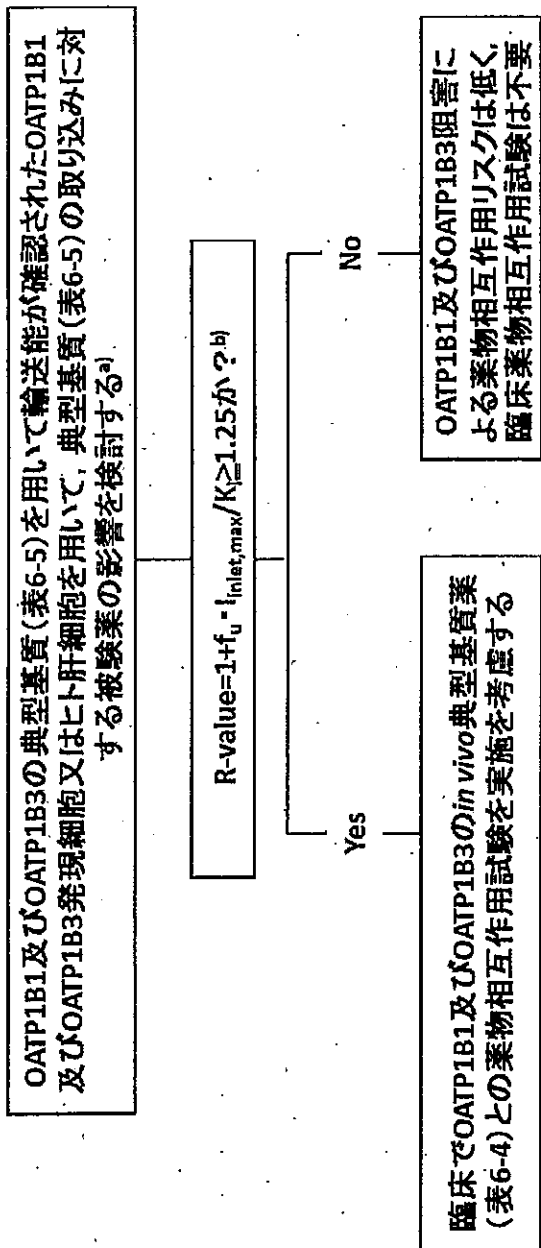 OATP1B1及びOATP1B3の典型基質(表6-5)を用いて輸送能が確認されたOATP1B1
及びOATP1B3発現細胞又はヒト肝細胞を用いて,典型基質(表6-5)の取り込みに対
する被験薬の影響を検討するa)
R-value=1+fu・Iinlet,max/Ki≧1.25か?b)
Yes
No
臨床でOATP1B1及びOATP1B3のin vivo典型基質薬
(表6-4)との薬物相互作用試験を実施を考慮する
OATP1B1及びOATP1B3阻害に
よる薬物相互作用リスクは低く,
臨床薬物相互作用試験は不要